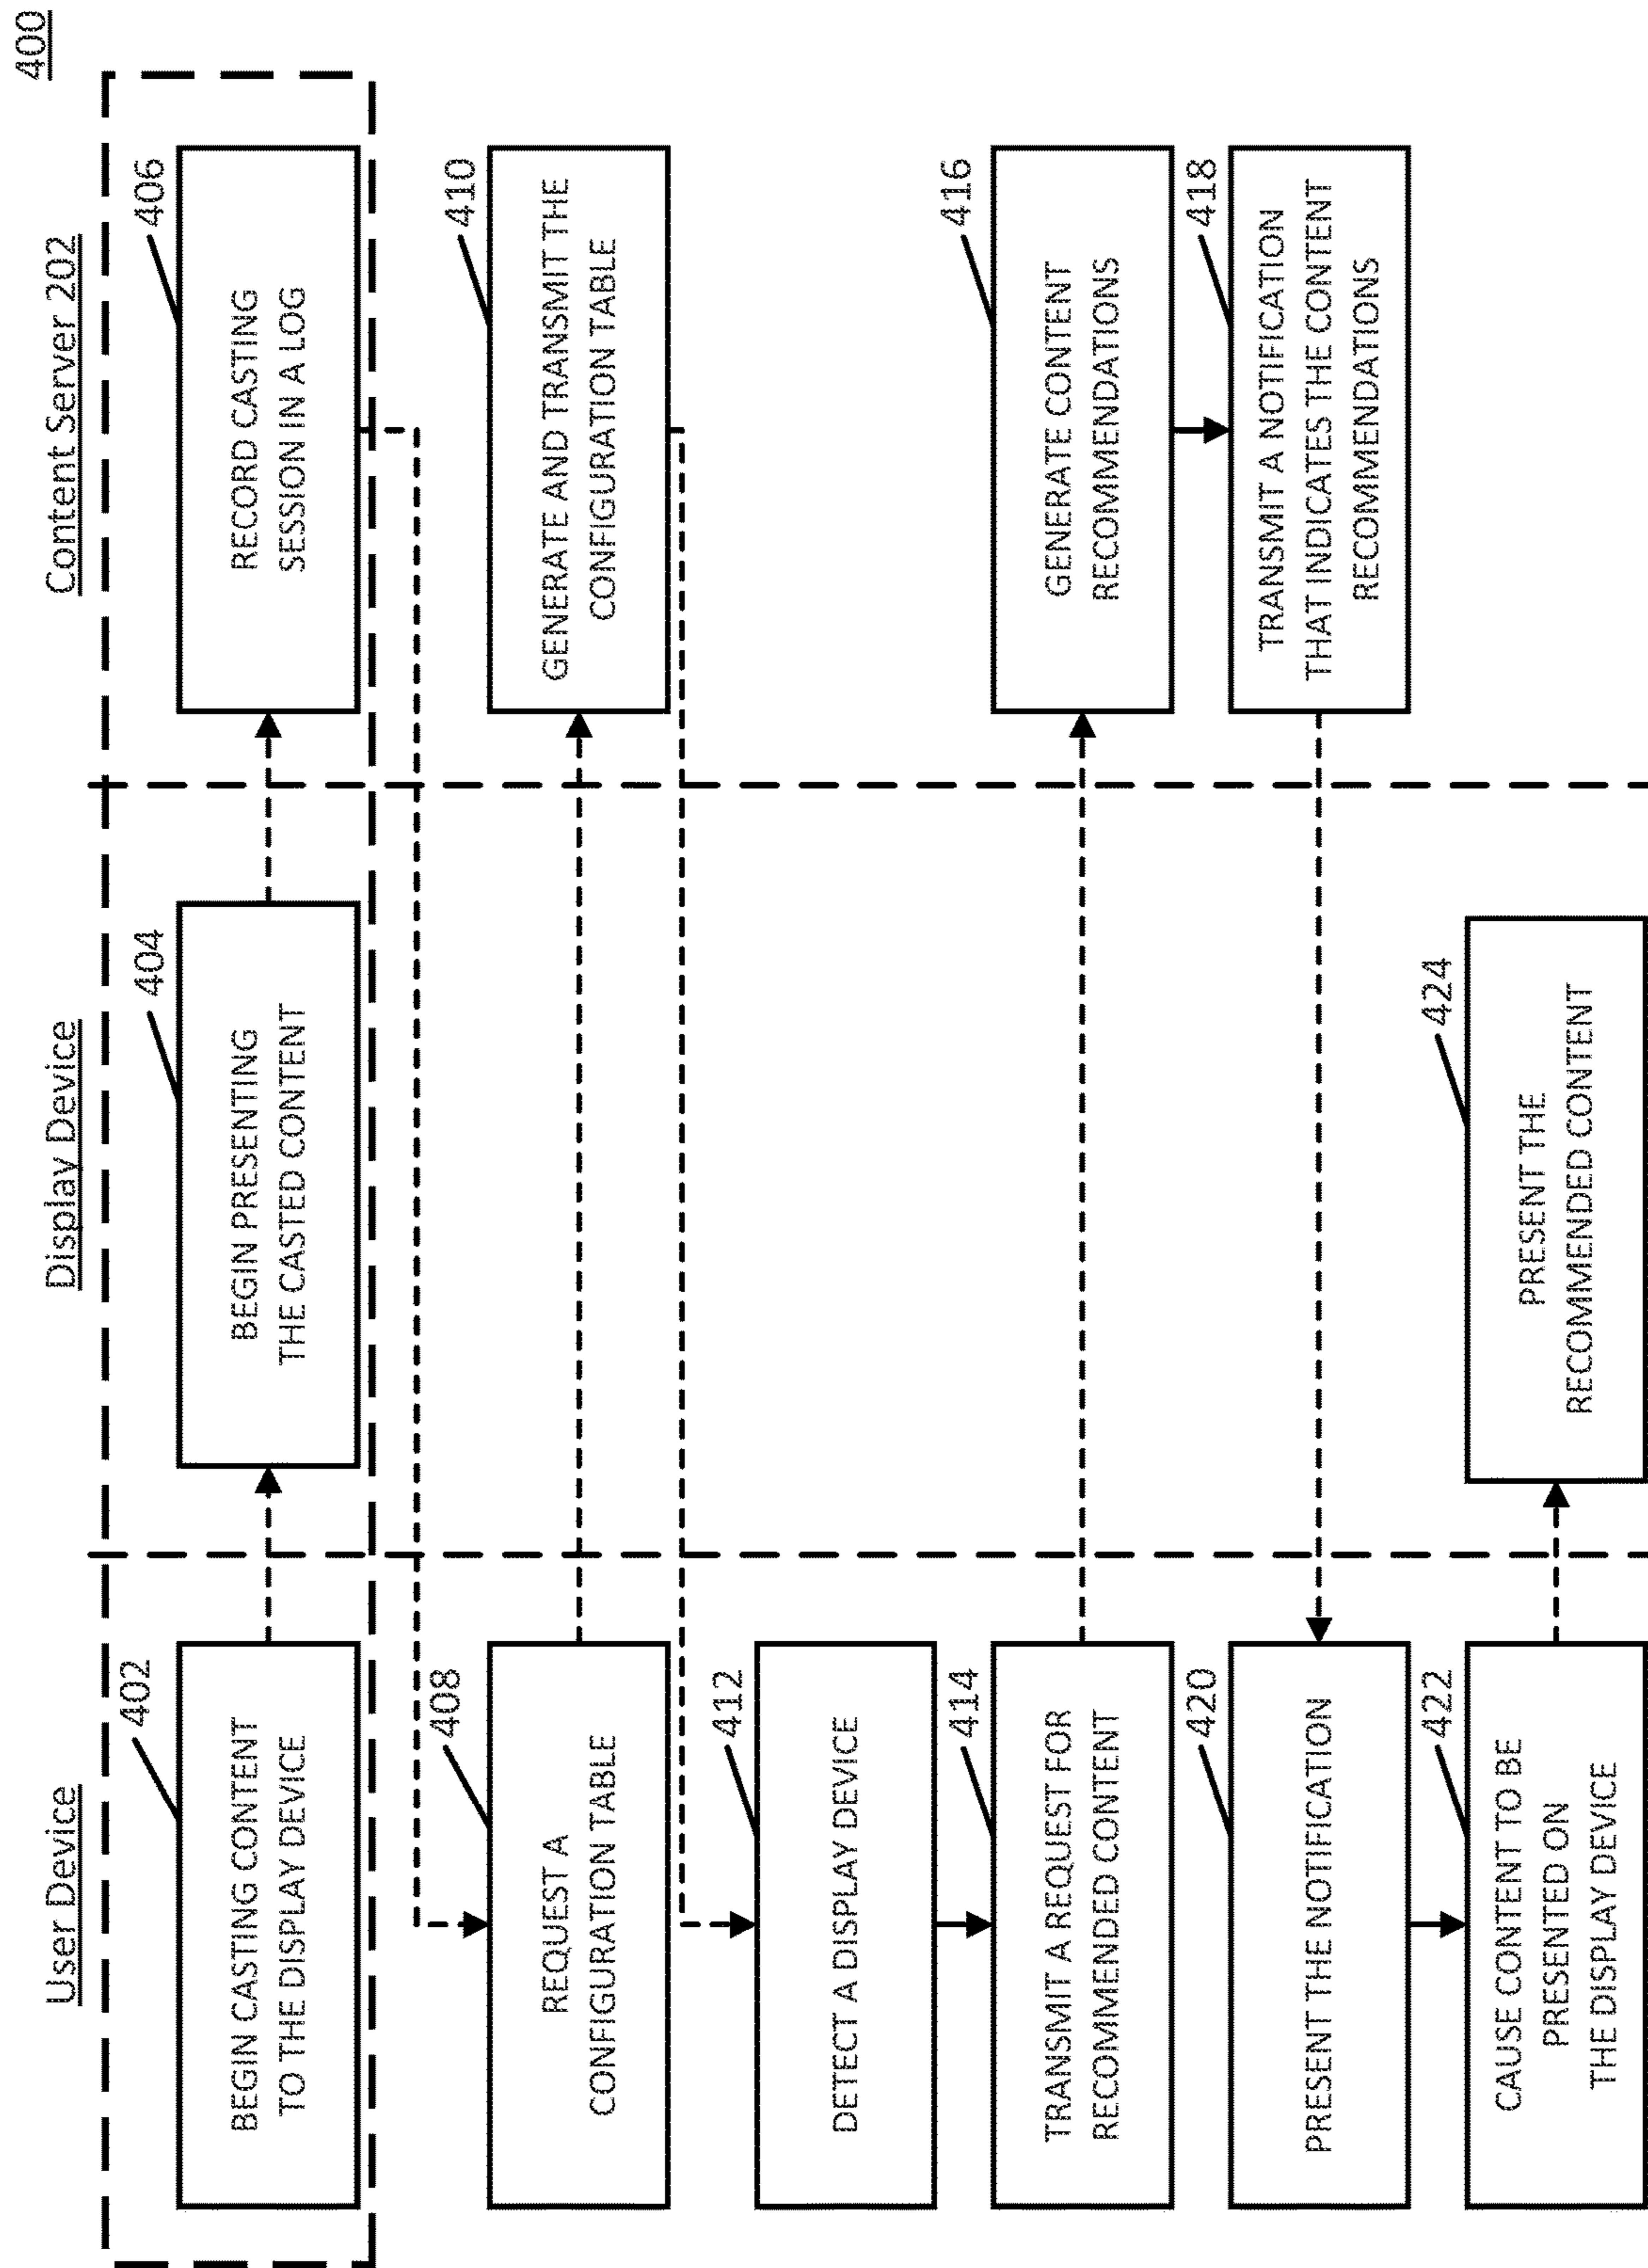 400
User Device
Display Device
Content Server 202
402
BEGIN CASTING CONTENT
TO THE DISPLAY DEVICE
404
BEGIN PRESENTING
THE CASTED CONTENT
406
RECORD CASTING
SESSION IN A LOG
408
REQUEST A
CONFIGURATION TABLE
410
GENERATE AND TRANSMIT THE
CONFIGURATION TABLE
412
DETECT A DISPLAY DEVICE
414
TRANSMIT A REQUEST FOR
RECOMMENDED CONTENT
416
GENERATE CONTENT
RECOMMENDATIONS
418
TRANSMIT A NOTIFICATION
THAT INDICATES THE CONTENT
RECOMMENDATIONS
420
PRESENT THE NOTIFICATION
422
CAUSE CONTENT TO BE
PRESENTED ON
THE DISPLAY DEVICE
424
PRESENT THE
RECOMMENDED CONTENT